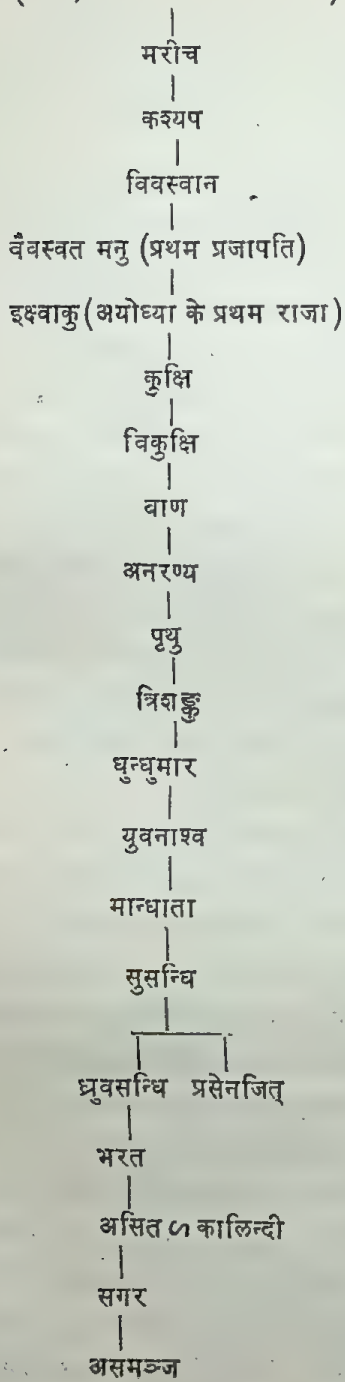 मरीच
कश्यप
विवस्वान
वैवस्वत मनु (प्रथम प्रजापति)
इक्ष्वाकु (अयोध्या के प्रथम राजा)
कुक्षि
विकुक्षि
वाण
अनरण्य
पृथु
त्रिशङ्कु
धुन्धुमार
युवनाश्व
मान्धाता
सुसन्धि
ध्रुवसन्धि प्रसेनजित्
भरत
असित ऽ कालिन्दी
सगर
असमञ्ज